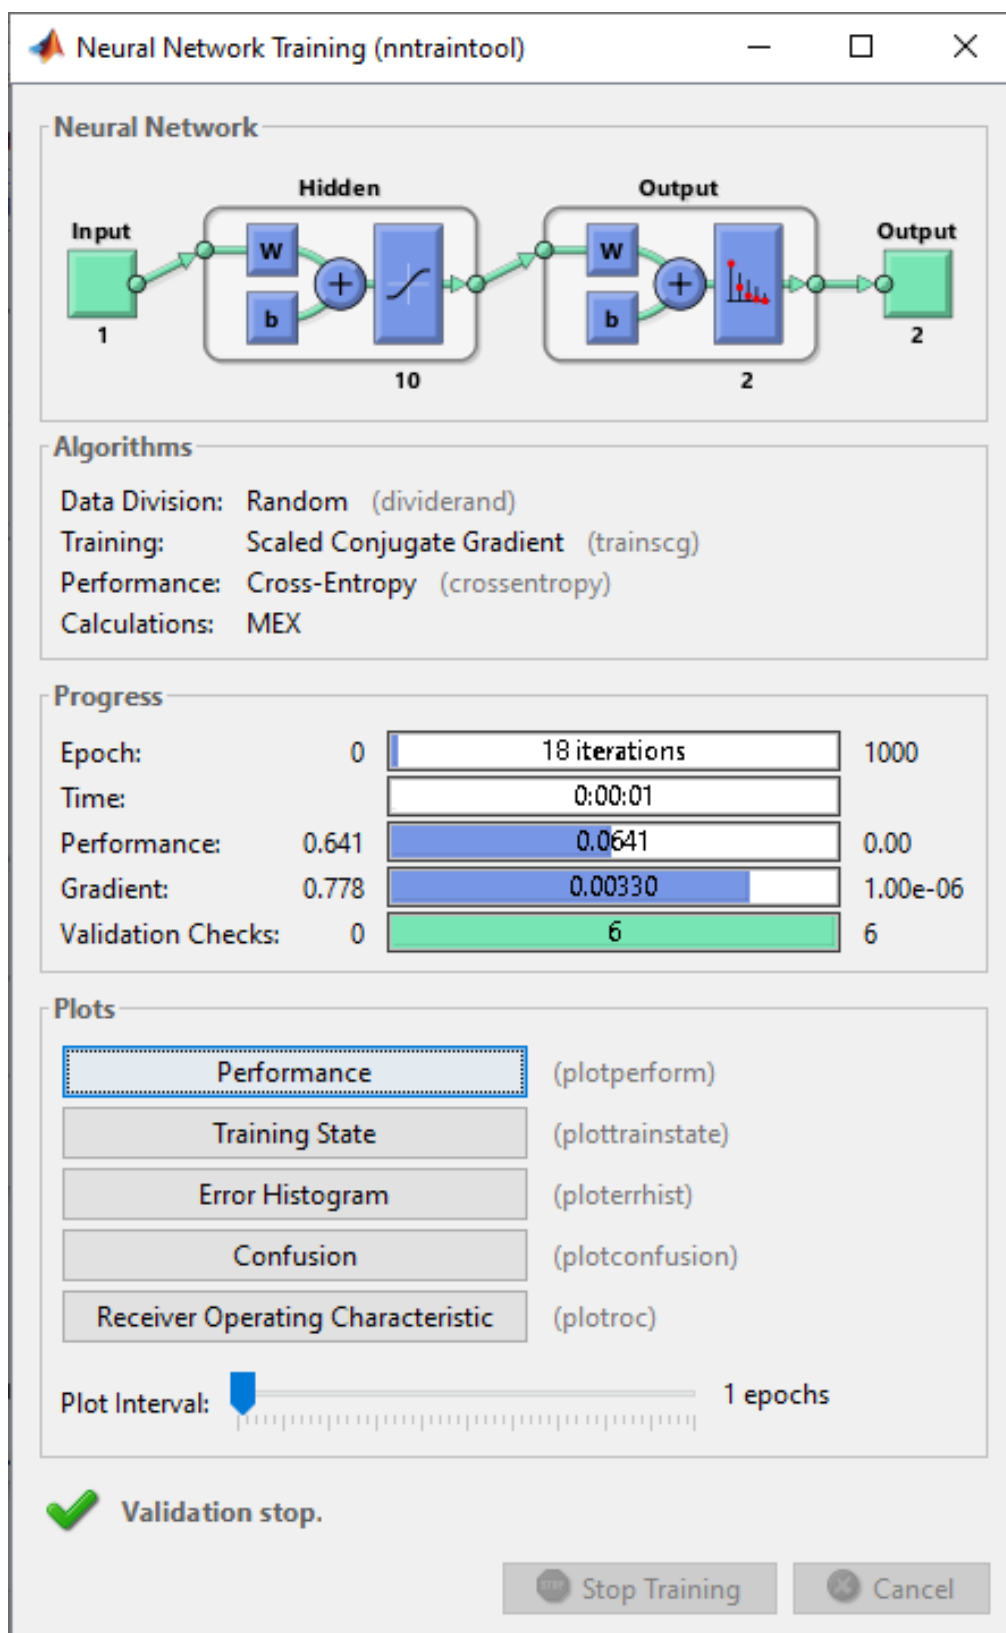 Neural Network Training (nntraintool)
Neural Network
Hidden Output
Input Output
W W
b b
1 2
10 2
Algorithms
Data Division: Random (dividerand)
Training: Scaled Conjugate Gradient (trainscg)
Performance: Cross-Entropy (crossentropy)
Calculations: MEX
Progress
Epoch: 0 18 iterations 1000
Time: 0:00:01
Performance: 0.641 0.0641 0.00
Gradient: 0.778 0.00330 1.00e-06
Validation Checks: 0 6 6
Plots
Performance (plotperform)
Training State (plottrainstate)
Error Histogram (ploterrhist)
Confusion (plotconfusion)
Receiver Operating Characteristic (plotroc)
Plot Interval: 1 epochs
Validation stop.
STOP Stop Training Cancel